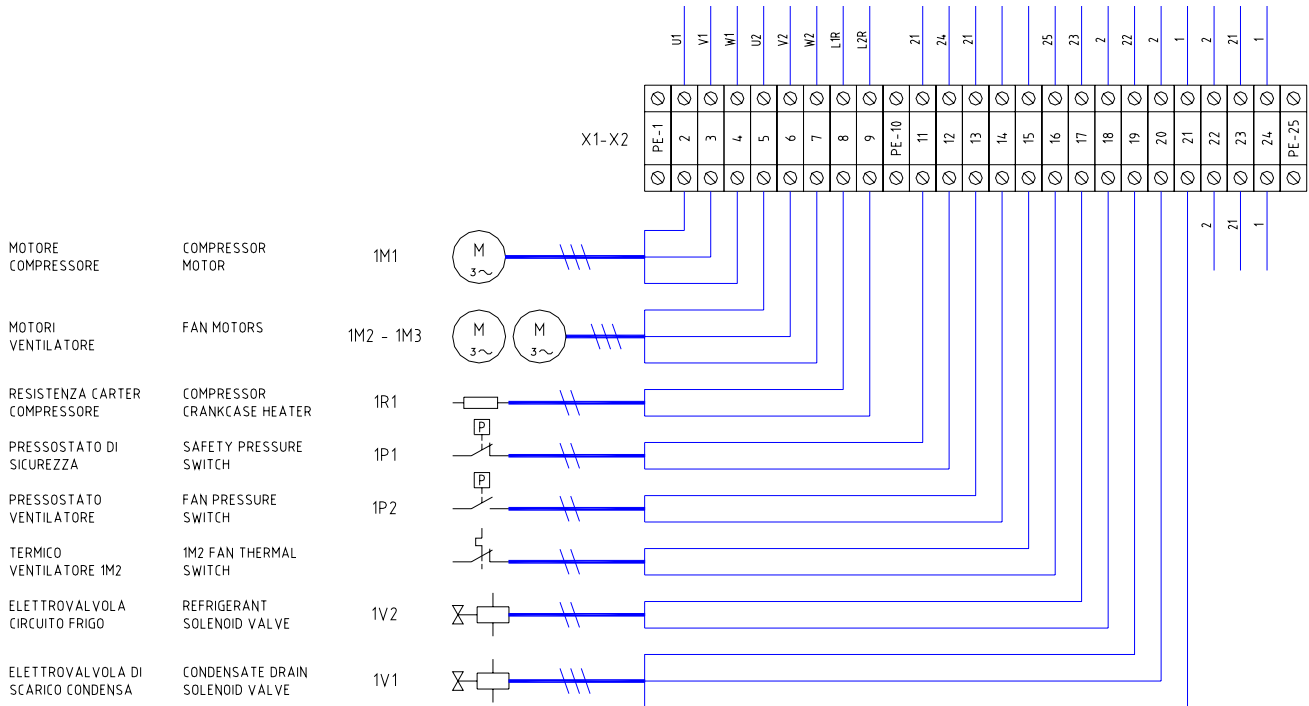 U1 V1 W1 U2 V2 W2 L1R L2R 21 24 21 25 23 2 22 2 1 2 21 1
X1-X2 PE-1 2 3 4 5 6 7 8 9 PE-10 11 12 13 14 15 16 17 18 19 20 21 22 23 24 PE-25
2 21 1
MOTORE COMPRESSOR 1M1 M
COMPRESSORE MOTOR 3~
MOTORI FAN MOTORS 1M2 - 1M3 M M
VENTILATORE 3~ 3~
RESISTENZA CARTER COMPRESSOR 1R1
COMPRESSORE CRANKCASE HEATER
P
PRESSOSTATO DI SAFETY PRESSURE 1P1
SICUREZZA SWITCH
P
PRESSOSTATO FAN PRESSURE 1P2
VENTILATORE SWITCH
TERMICO 1M2 FAN THERMAL
VENTILATORE 1M2 SWITCH
ELETTROVALVOLA REFRIGERANT 1V2
CIRCUITO FRIGO SOLENOID VALVE
ELETTROVALVOLA DI CONDENSATE DRAIN 1V1
SCARICO CONDENSA SOLENOID VALVE